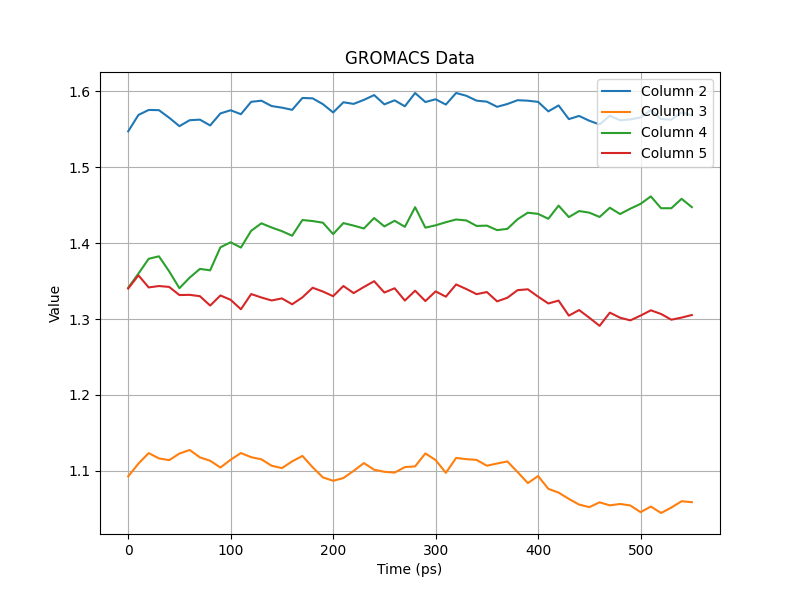 GROMACS Data
Value
1.6
1.5
1.4
1.3
1.2
1.1
0
100
200
300
400
500
Time (ps)
Column 2
Column 3
Column 4
Column 5